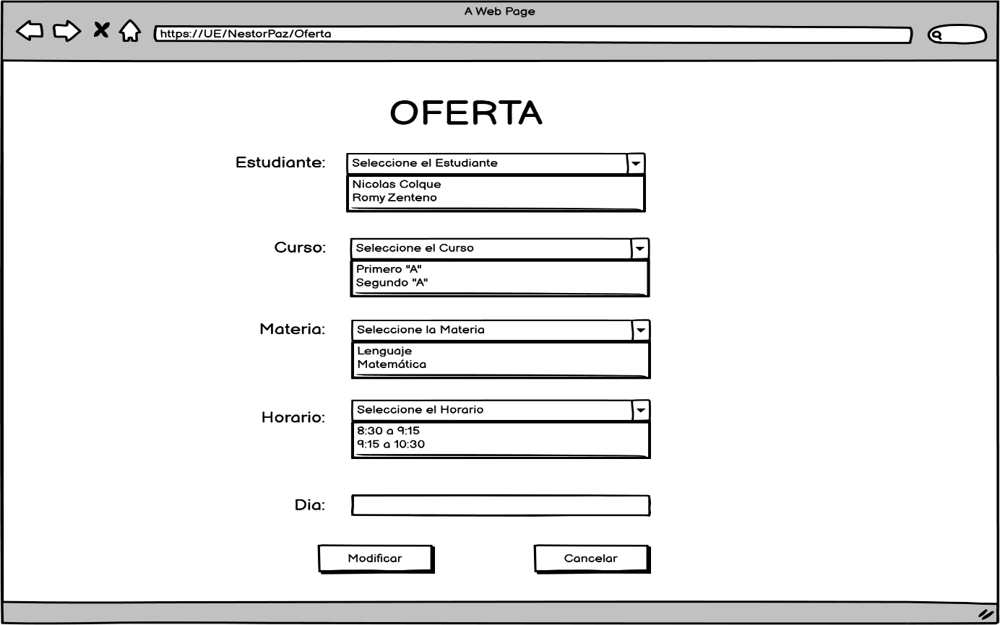 A Web Page
https://UE/NestorPaz/Oferta
OFERTA
Estudiante:
Seleccione el Estudiante
Nicolas Colque
Romy Zenteno
Curso:
Seleccione el Curso
Primero "A"
Segundo "A"
Materia:
Seleccione la Materia
Lenguaje
Matemática
Horario:
Seleccione el Horario
8:30 a 9:15
9:15 a 10:30
Dia:
Modificar
Cancelar